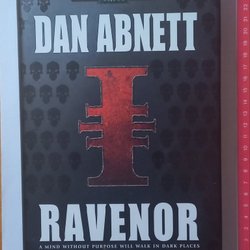 DAN ABNETT
RAVENOR
A MIND WITHOUT PURPOSE WILL WALK IN DARK PLACES